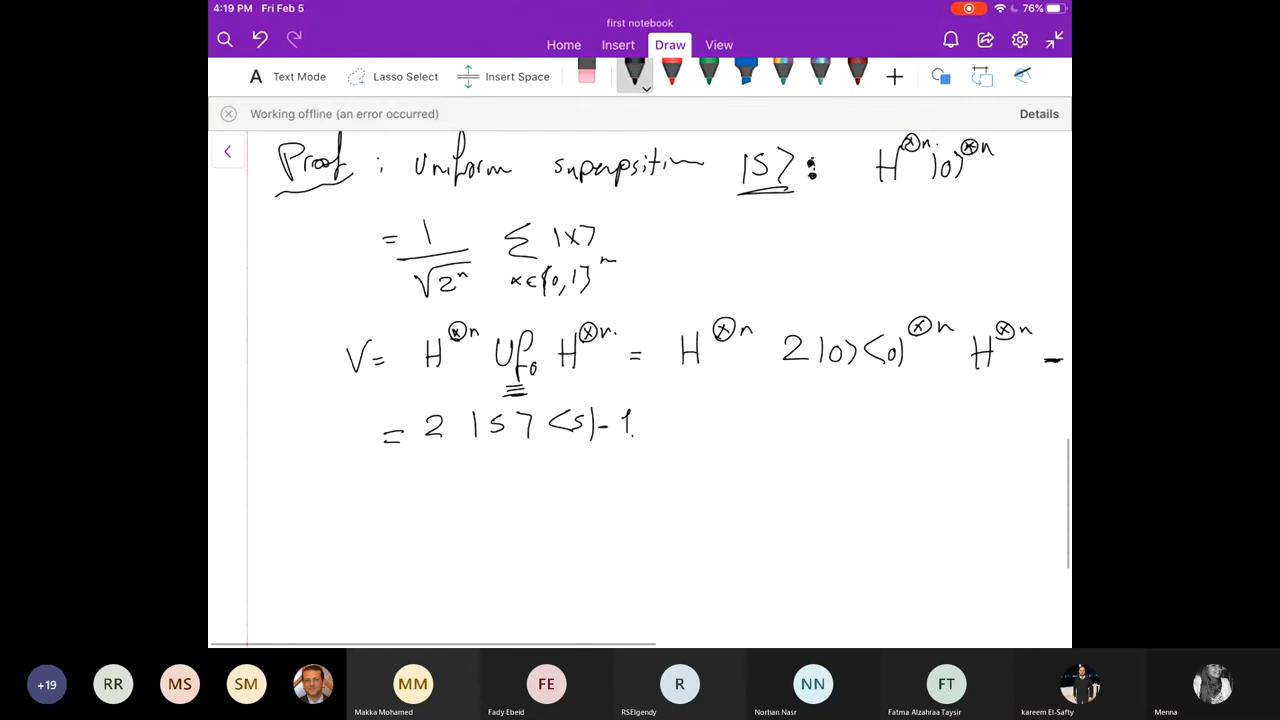 4:19 PM Fri Feb 5
76%
first notebook
Home Insert Draw View
A Text Mode Lasso Select Insert Space
Working offline (an error occurred) Details
Proof : Uniform superposition |S> : H^⊗n |0>^⊗n
= 1/√2^n Σ x∈{0,1}^n |x>
V = H^⊗n Uf₀ H^⊗n = H^⊗n 2|0><0|^⊗n H^⊗n -
= 2 |S> <S| - 1
+19 RR MS SM MM FE R NN FT
Makka Mohamed Fady Ebeid RSElgendy Norhan Nasr Fatma Alzahraa Taysir kareem El-Safty Menna